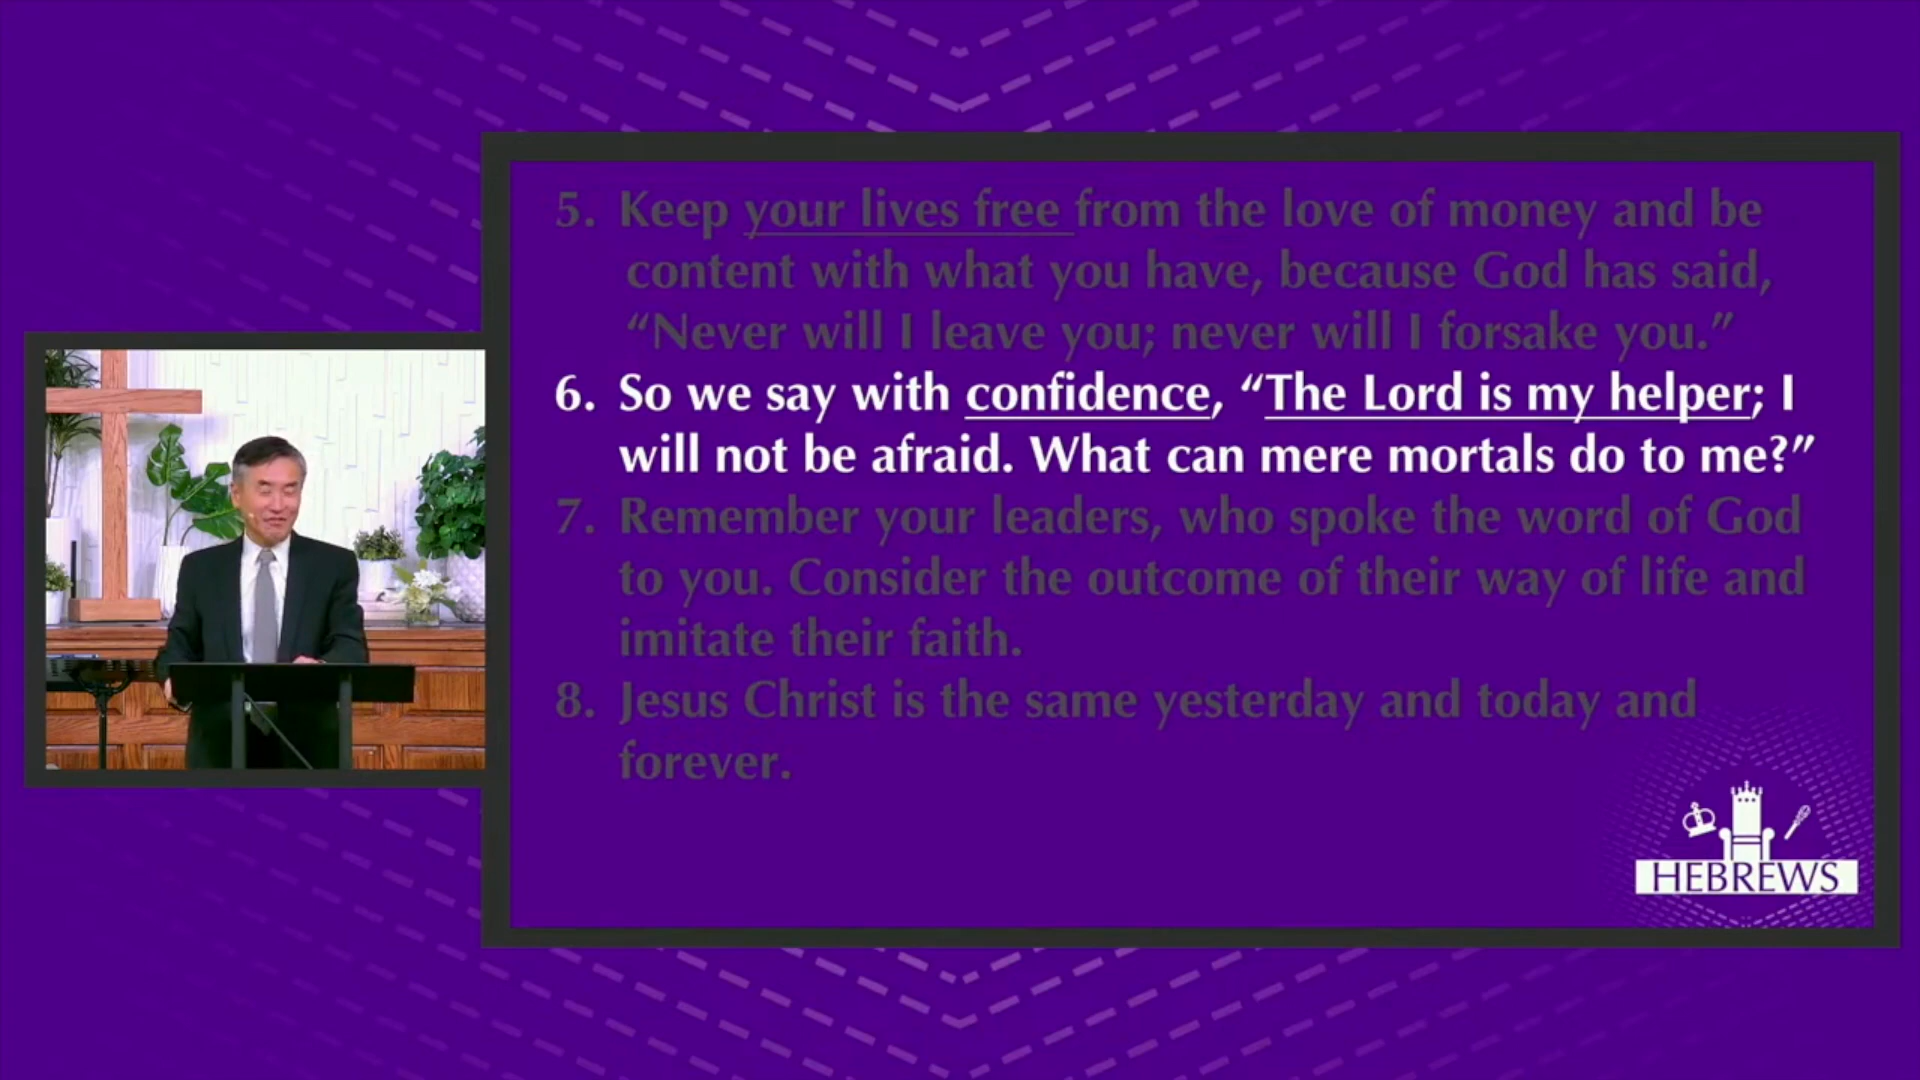 5. Keep your lives free from the love of money and be
content with what you have, because God has said,
“Never will I leave you; never will I forsake you.”
6. So we say with confidence, “The Lord is my helper; I
will not be afraid. What can mere mortals do to me?”
7. Remember your leaders, who spoke the word of God
to you. Consider the outcome of their way of life and
imitate their faith.
8. Jesus Christ is the same yesterday and today and
forever.
HEBREWS